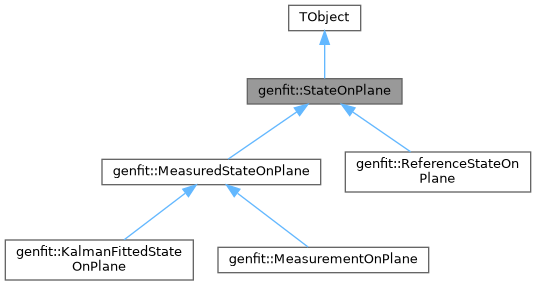 TObject
genfit::StateOnPlane
genfit::MeasuredStateOnPlane
genfit::ReferenceStateOn
Plane
genfit::KalmanFittedState
OnPlane
genfit::MeasurementOnPlane